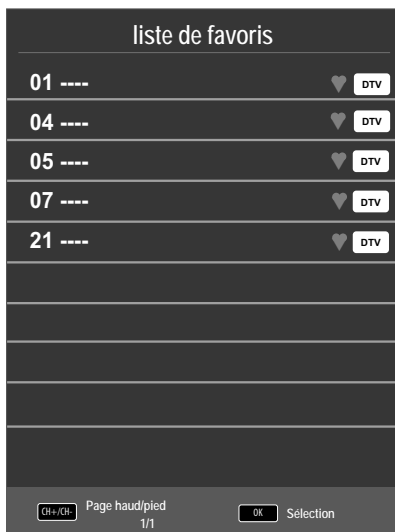 liste de favoris
01 ---- DTV
04 ---- DTV
05 ---- DTV
07 ---- DTV
21 ---- DTV
CH+/CH- Page haud/pied OK Sélection
1/1